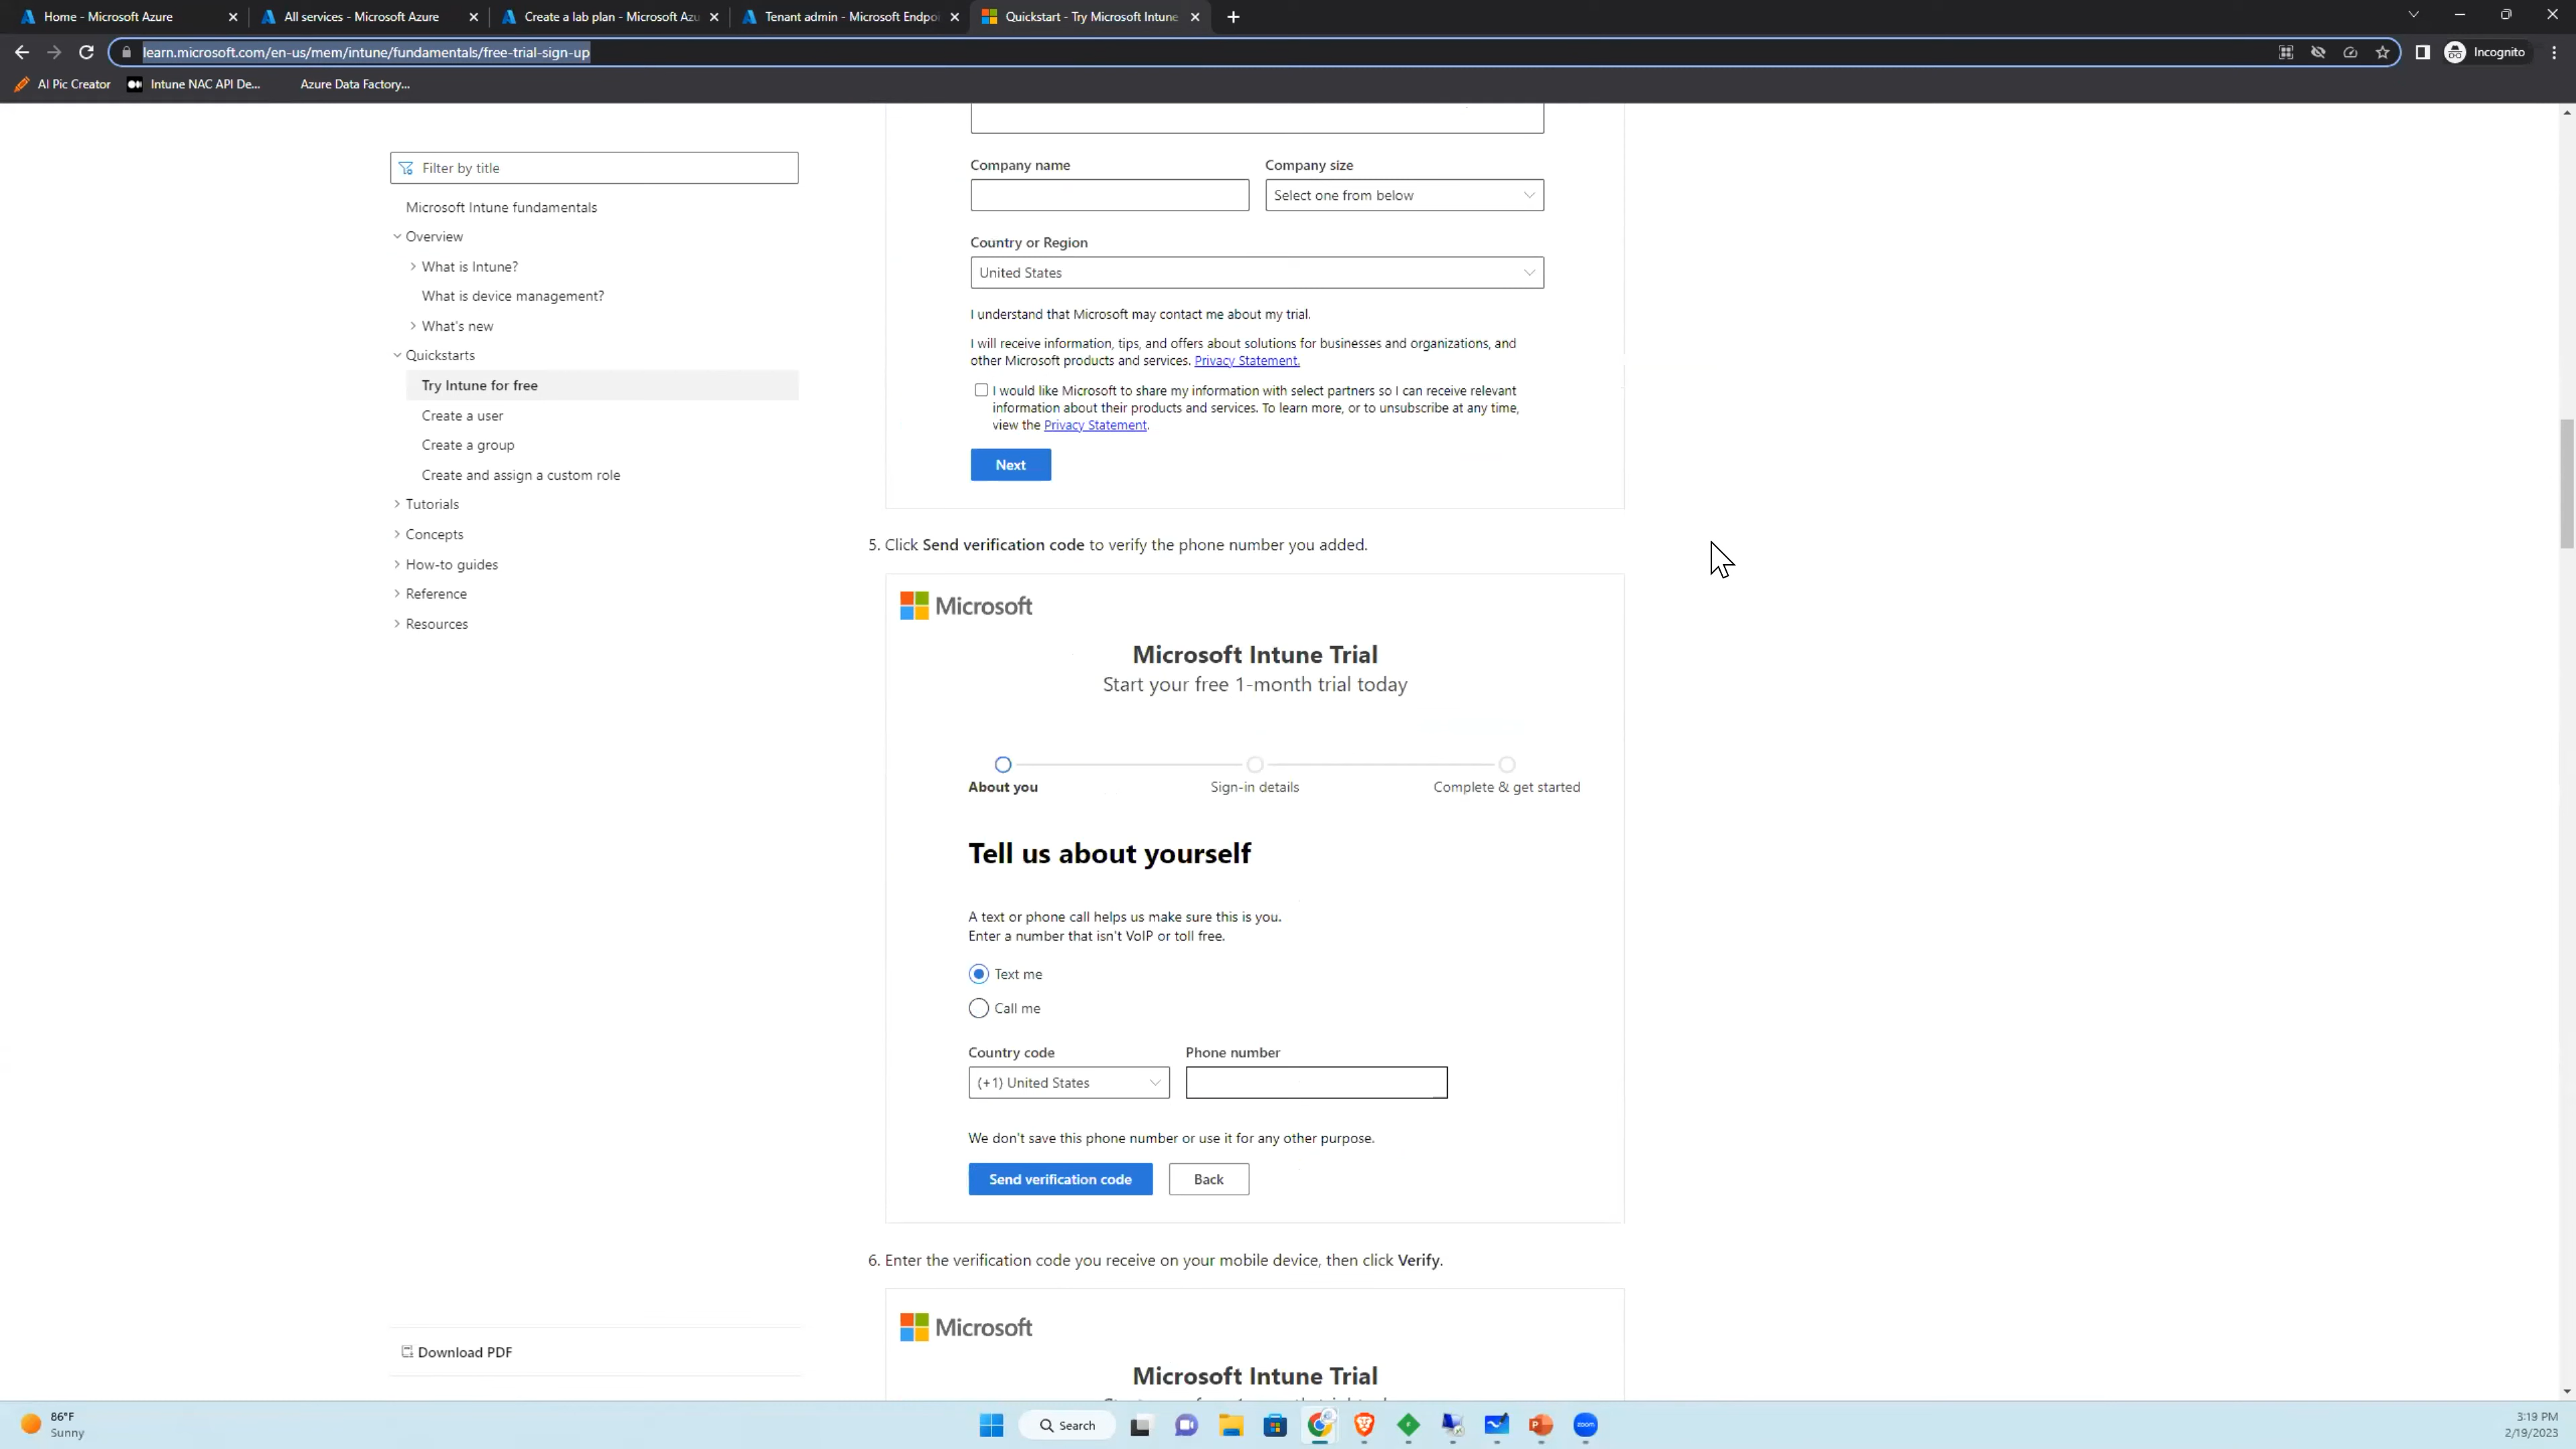 Home - Microsoft Azure
All services - Microsoft Azure
Create a lab plan - Microsoft Azu
Tenant admin - Microsoft Endpoi
Quickstart - Try Microsoft Intune
learn.microsoft.com/en-us/mem/intune/fundamentals/free-trial-sign-up
Incognito
AI Pic Creator
Intune NAC API De...
Azure Data Factory...
Filter by title
Microsoft Intune fundamentals
Overview
What is Intune?
What is device management?
What's new
Quickstarts
Try Intune for free
Create a user
Create a group
Create and assign a custom role
Tutorials
Concepts
How-to guides
Reference
Resources
Download PDF
Company name
Company size
Select one from below
Country or Region
United States
I understand that Microsoft may contact me about my trial.
I will receive information, tips, and offers about solutions for businesses and organizations, and
other Microsoft products and services. Privacy Statement.
I would like Microsoft to share my information with select partners so I can receive relevant
information about their products and services. To learn more, or to unsubscribe at any time,
view the Privacy Statement.
Next
5. Click Send verification code to verify the phone number you added.
Microsoft
Microsoft Intune Trial
Start your free 1-month trial today
About you
Sign-in details
Complete & get started
Tell us about yourself
A text or phone call helps us make sure this is you.
Enter a number that isn't VoIP or toll free.
Text me
Call me
Country code
Phone number
(+1) United States
We don't save this phone number or use it for any other purpose.
Send verification code
Back
6. Enter the verification code you receive on your mobile device, then click Verify.
Microsoft
Microsoft Intune Trial
86°F
Sunny
Search
zoom
3:19 PM
2/19/2023